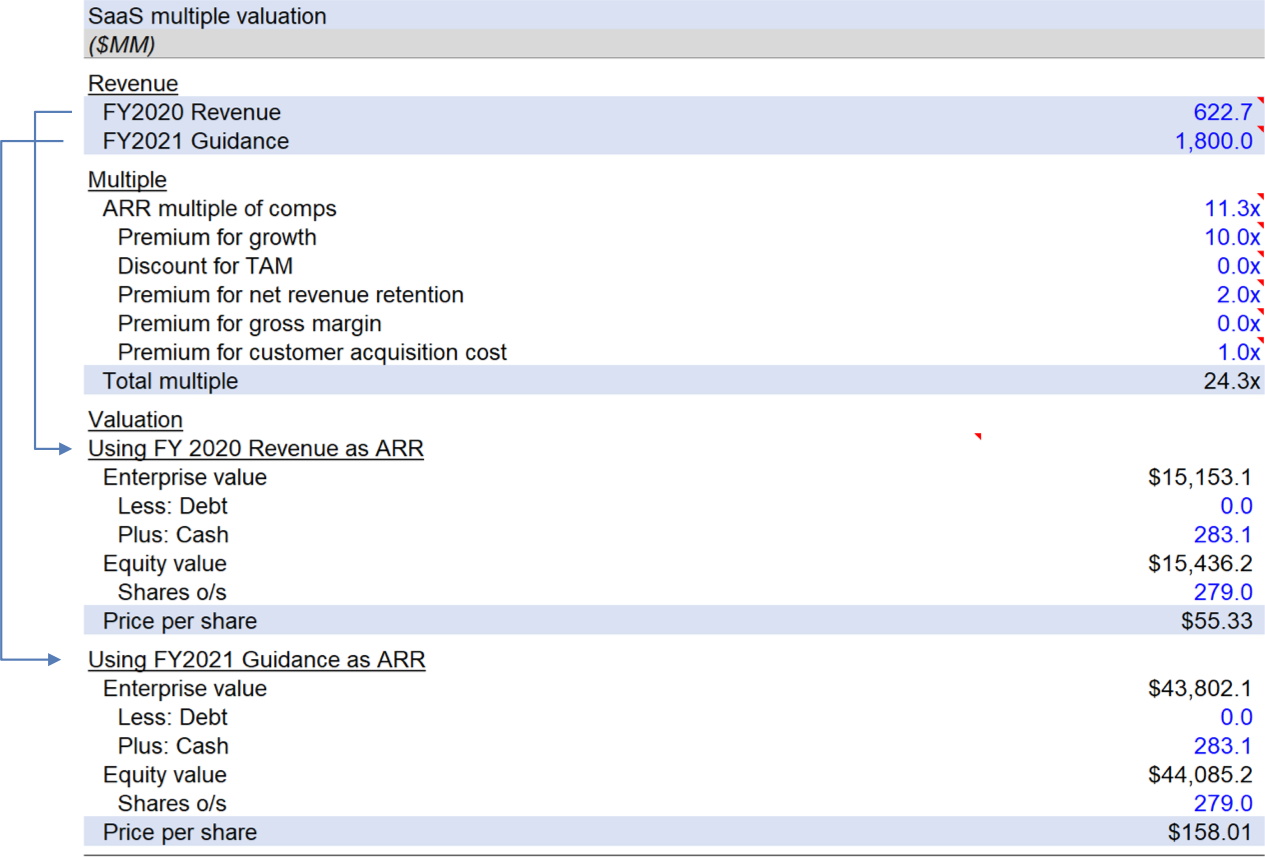 SaaS multiple valuation
($MM)
Revenue
FY2020 Revenue 622.7
FY2021 Guidance 1,800.0
Multiple
ARR multiple of comps 11.3x
Premium for growth 10.0x
Discount for TAM 0.0x
Premium for net revenue retention 2.0x
Premium for gross margin 0.0x
Premium for customer acquisition cost 1.0x
Total multiple 24.3x
Valuation
Using FY 2020 Revenue as ARR
Enterprise value $15,153.1
Less: Debt 0.0
Plus: Cash 283.1
Equity value $15,436.2
Shares o/s 279.0
Price per share $55.33
Using FY2021 Guidance as ARR
Enterprise value $43,802.1
Less: Debt 0.0
Plus: Cash 283.1
Equity value $44,085.2
Shares o/s 279.0
Price per share $158.01